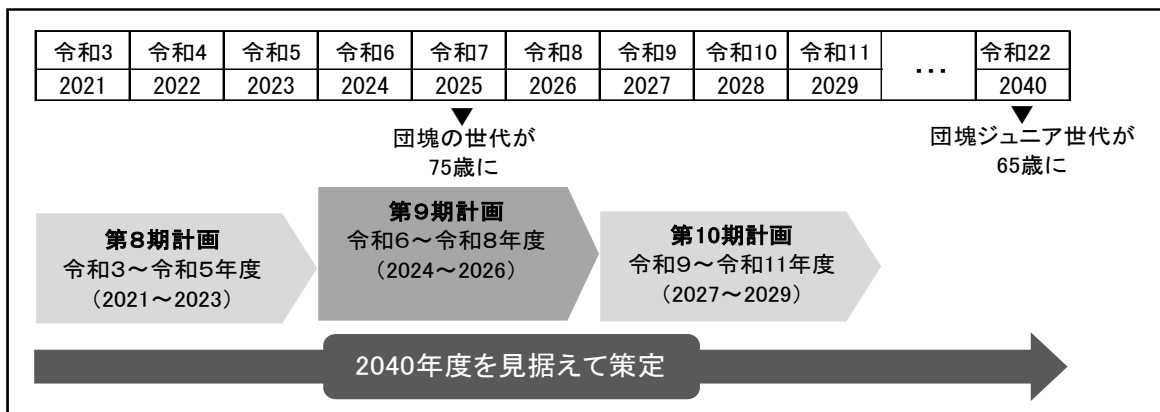 令和3 令和4 令和5 令和6 令和7 令和8 令和9 令和10 令和11 … 令和22
2021 2022 2023 2024 2025 2026 2027 2028 2029 2040
団塊の世代が
75歳に
団塊ジュニア世代が
65歳に
第8期計画
令和3～令和5年度
（2021～2023）
第9期計画
令和6～令和8年度
（2024～2026）
第10期計画
令和9～令和11年度
（2027～2029）
2040年度を見据えて策定